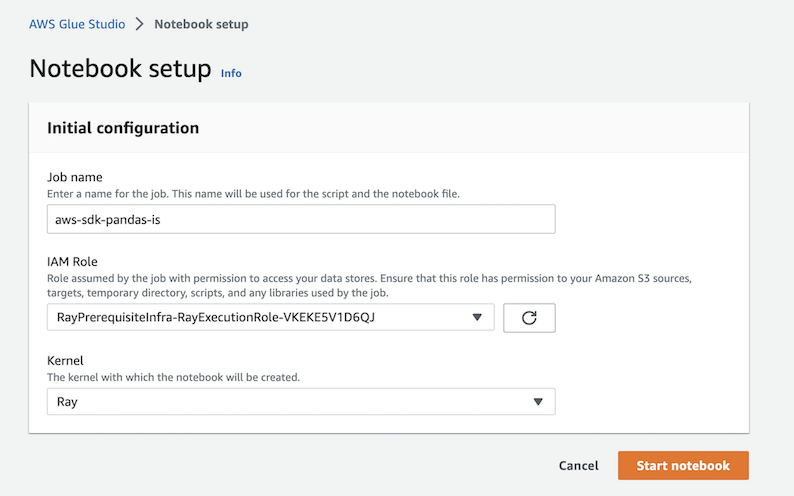 AWS Glue Studio > Notebook setup
Notebook setup Info
Initial configuration
Job name
Enter a name for the job. This name will be used for the script and the notebook file.
aws-sdk-pandas-is
IAM Role
Role assumed by the job with permission to access your data stores. Ensure that this role has permission to your Amazon S3 sources,
targets, temporary directory, scripts, and any libraries used by the job.
RayPrerequisiteInfra-RayExecutionRole-VKEKE5V1D6QJ
Kernel
The kernel with which the notebook will be created.
Ray
Cancel Start notebook